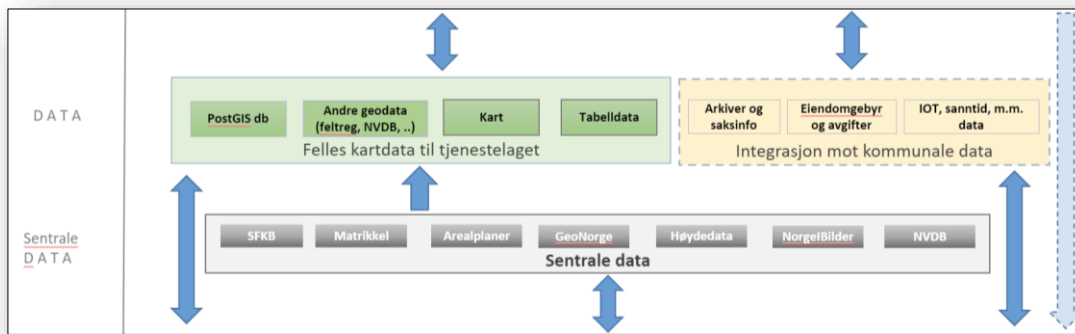 DATA
PostGIS db
Andre geodata
(feltreg, NVDB, ..)
Kart
Tabelldata
Felles kartdata til tjenestelaget
Arkiver og
saksinfo
Eiendomgebyr
og avgifter
IOT, sanntid, m.m.
data
Integrasjon mot kommunale data
Sentrale
DATA
SFKB
Matrikkel
Arealplaner
GeoNorge
Høydedata
NorgeIBilder
NVDB
Sentrale data